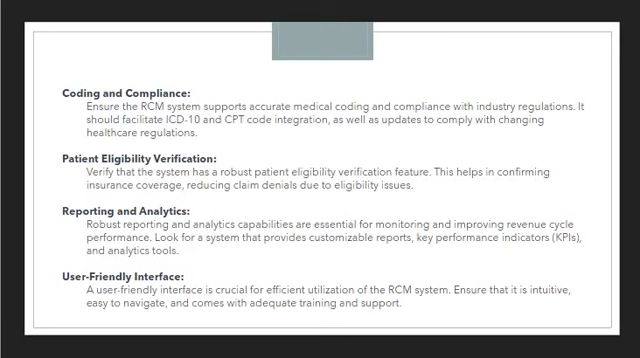 Coding and Compliance:
Ensure the RCM system supports accurate medical coding and compliance with industry regulations. It
should facilitate ICD-10 and CPT code integration, as well as updates to comply with changing
healthcare regulations.
Patient Eligibility Verification:
Verify that the system has a robust patient eligibility verification feature. This helps in confirming
insurance coverage, reducing claim denials due to eligibility issues.
Reporting and Analytics:
Robust reporting and analytics capabilities are essential for monitoring and improving revenue cycle
performance. Look for a system that provides customizable reports, key performance indicators (KPIs),
and analytics tools.
User-Friendly Interface:
A user-friendly interface is crucial for efficient utilization of the RCM system. Ensure that it is intuitive,
easy to navigate, and comes with adequate training and support.